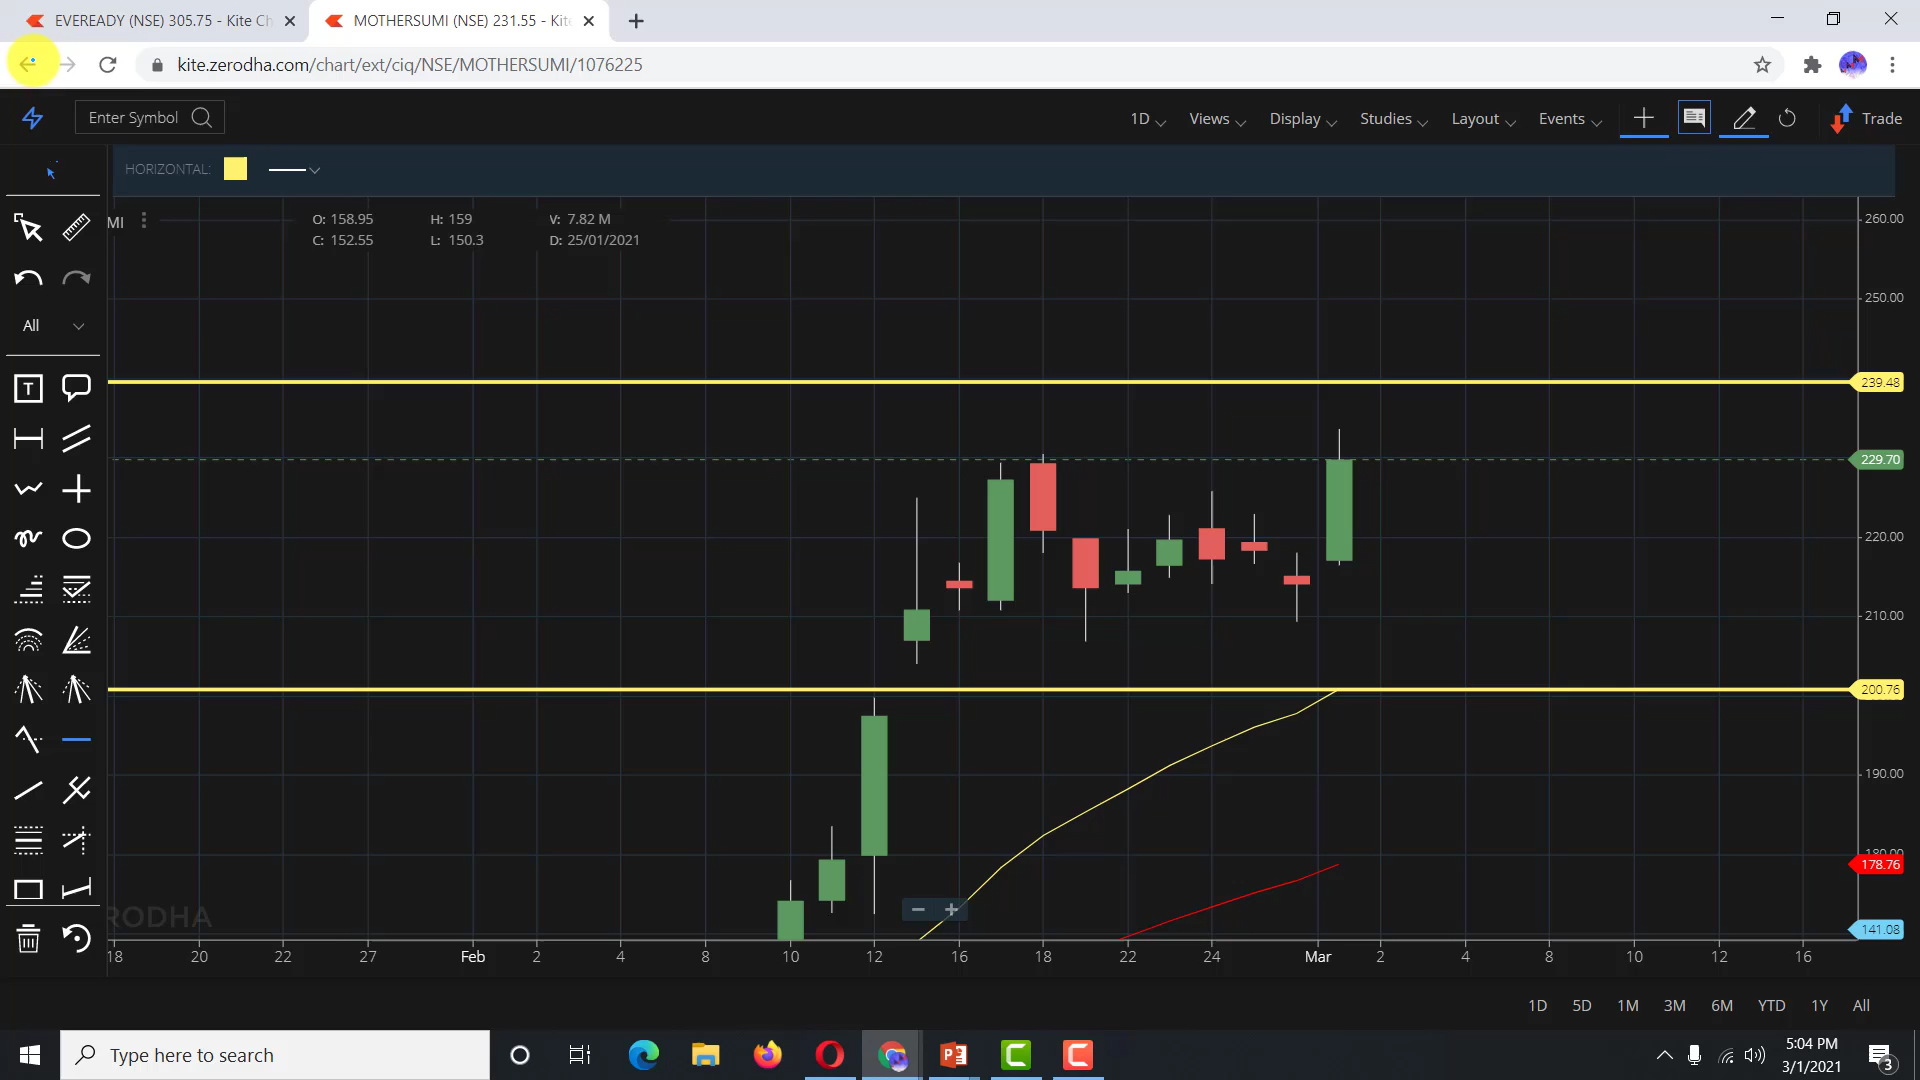 EVEREADY (NSE) 305.75 - Kite Ch
MOTHERSUMI (NSE) 231.55 - Kit
kite.zerodha.com/chart/ext/ciq/NSE/MOTHERSUMI/1076225
Enter Symbol
1D
Views
Display
Studies
Layout
Events
Trade
HORIZONTAL:
MI
O: 158.95
H: 159
V: 7.82 M
C: 152.55
L: 150.3
D: 25/01/2021
All
T
260.00
250.00
239.48
229.70
220.00
210.00
200.76
190.00
180.00
178.76
141.08
RODHA
18 20 22 27 Feb 2 4 8 10 12 16 18 22 24 Mar 2 4 8 10 12 16
1D 5D 1M 3M 6M YTD 1Y All
Type here to search
5:04 PM
3/1/2021
3